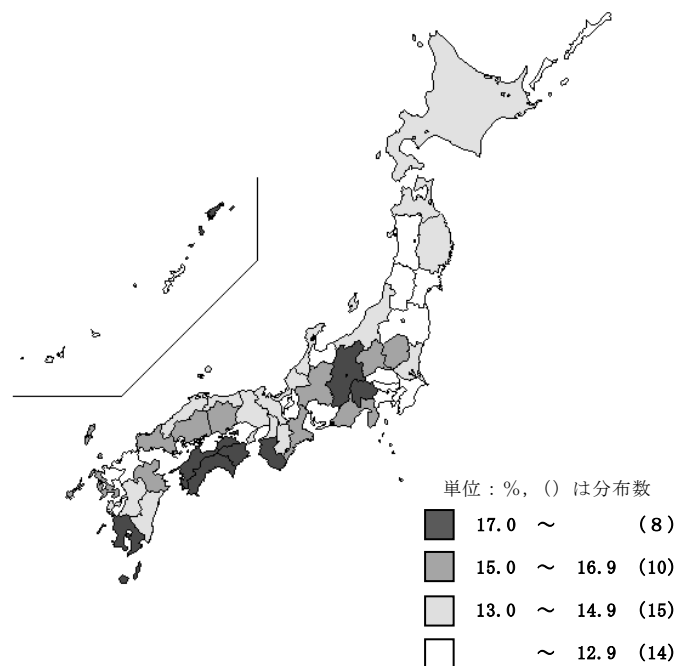 単位：％，（）は分布数
17.0 ～ (８)
15.0 ～ 16.9 (10)
13.0 ～ 14.9 (15)
～ 12.9 (14)